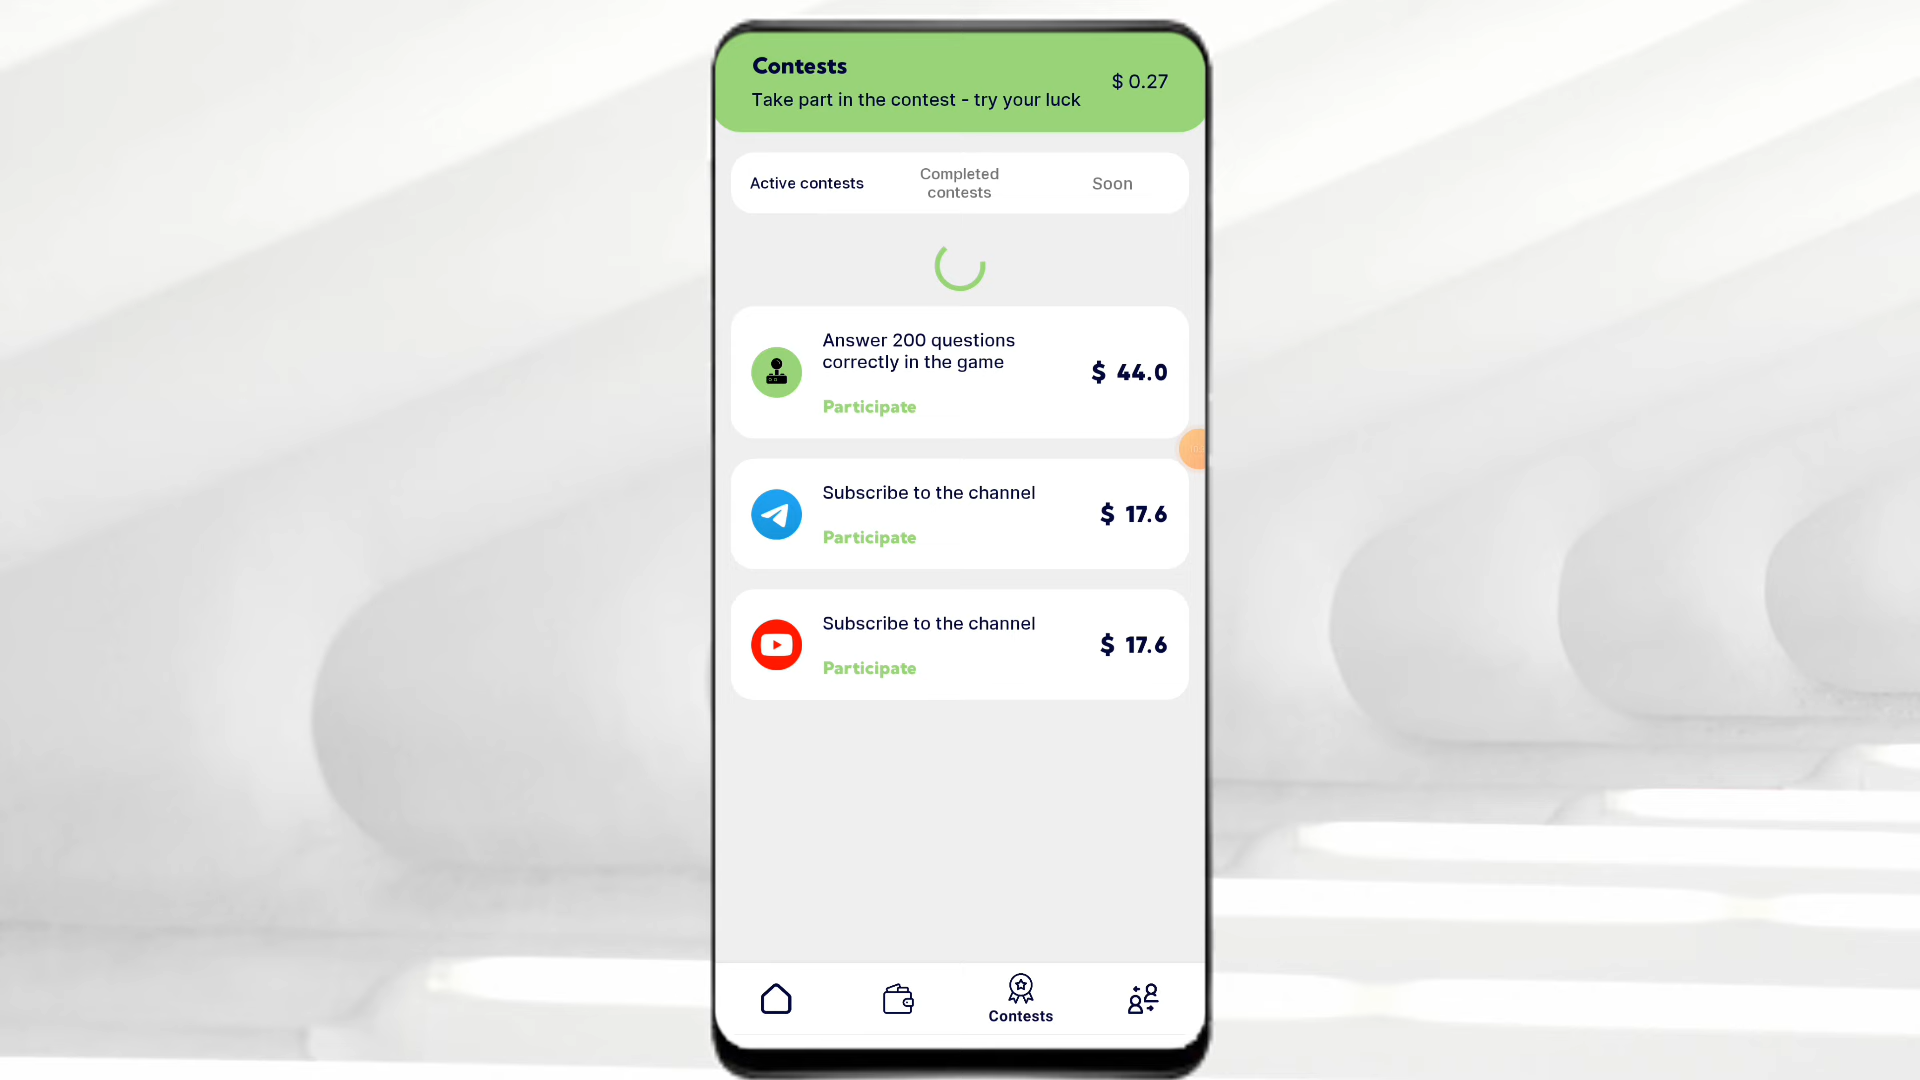 Contests
$ 0.27
Take part in the contest - try your luck
Active contests
Completed
contests
Soon
Answer 200 questions
correctly in the game
$ 44.0
Participate
Subscribe to the channel
$ 17.6
Participate
Subscribe to the channel
$ 17.6
Participate
Contests